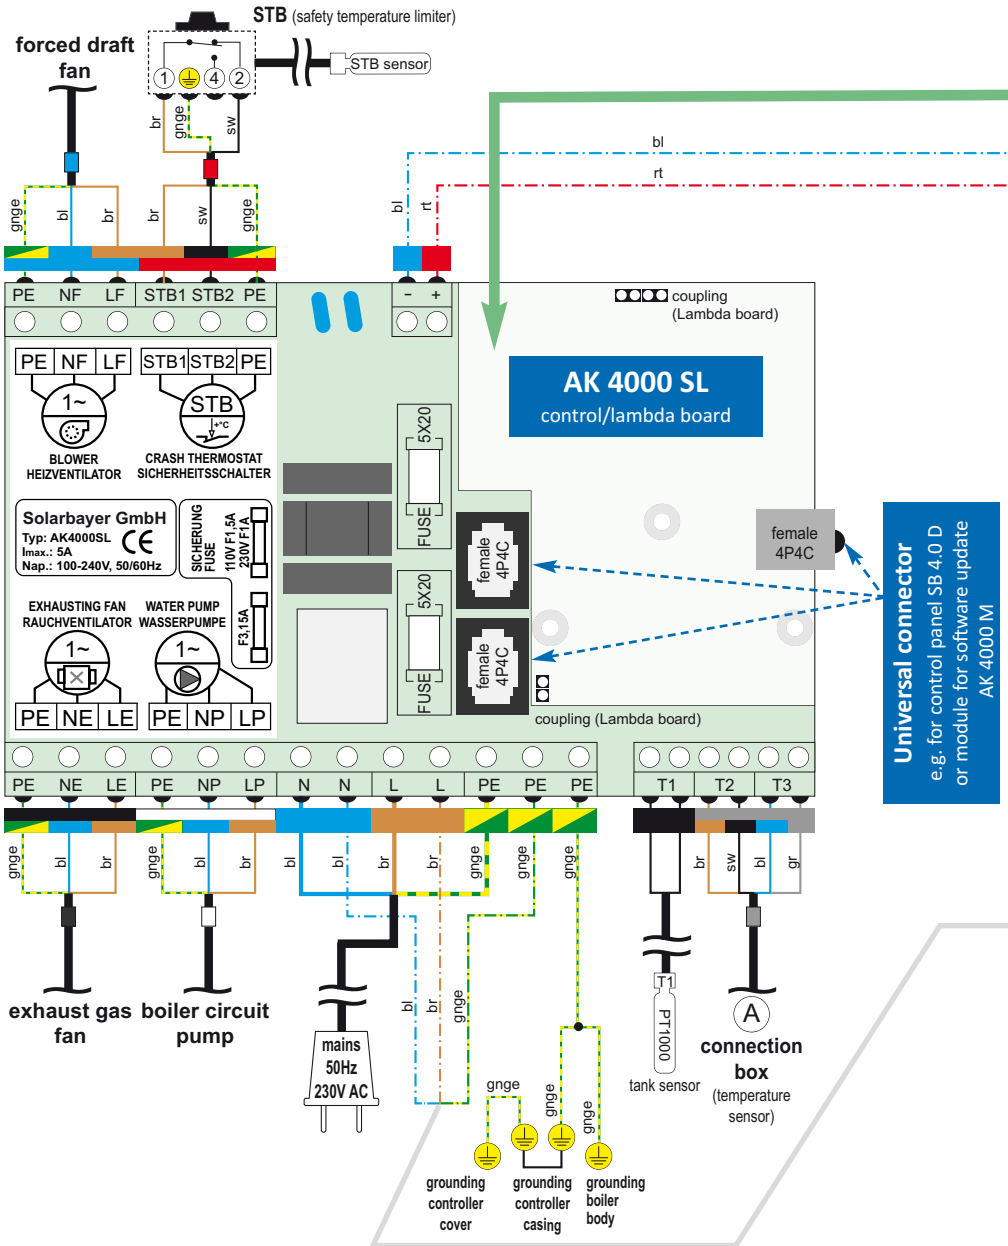 STB (safety temperature limiter)
forced draft
fan
STB sensor
1
4
2
br
gnge
sw
bl
rt
gnge
bl
br
br
sw
gnge
bl
rt
PE
NF
LF
STB1
STB2
PE
-
+
coupling
(Lambda board)
PE
NF
LF
STB1
STB2
PE
1~
STB
+°C
BLOWER
HEIZVENTILATOR
CRASH THERMOSTAT
SICHERHEITSSCHALTER
AK 4000 SL
control/lambda board
5X20
FUSE
Solarbayer GmbH
Typ: AK4000SL
Imax.: 5A
Nap.: 100-240V, 50/60Hz
CE
SICHERUNG
FUSE
110V F1,5A
230V F1A
F3,15A
female
4P4C
female
4P4C
female
4P4C
Universal connector
e.g. for control panel SB 4.0 D
or module for software update
AK 4000 M
EXHAUSTING FAN
RAUCHVENTILATOR
WATER PUMP
WASSERPUMPE
1~
1~
5X20
FUSE
PE
NE
LE
PE
NP
LP
coupling (Lambda board)
PE
NE
LE
PE
NP
LP
N
N
L
L
PE
PE
PE
T1
T2
T3
gnge
bl
br
gnge
bl
br
bl
bl
br
br
gnge
gnge
gnge
br
sw
bl
gr
exhaust gas
fan
boiler circuit
pump
bl
br
gnge
mains
50Hz
230V AC
T1
PT1000
tank sensor
A
connection
box
(temperature
sensor)
gnge
gnge
gnge
grounding
controller
cover
grounding
controller
casing
grounding
boiler
body